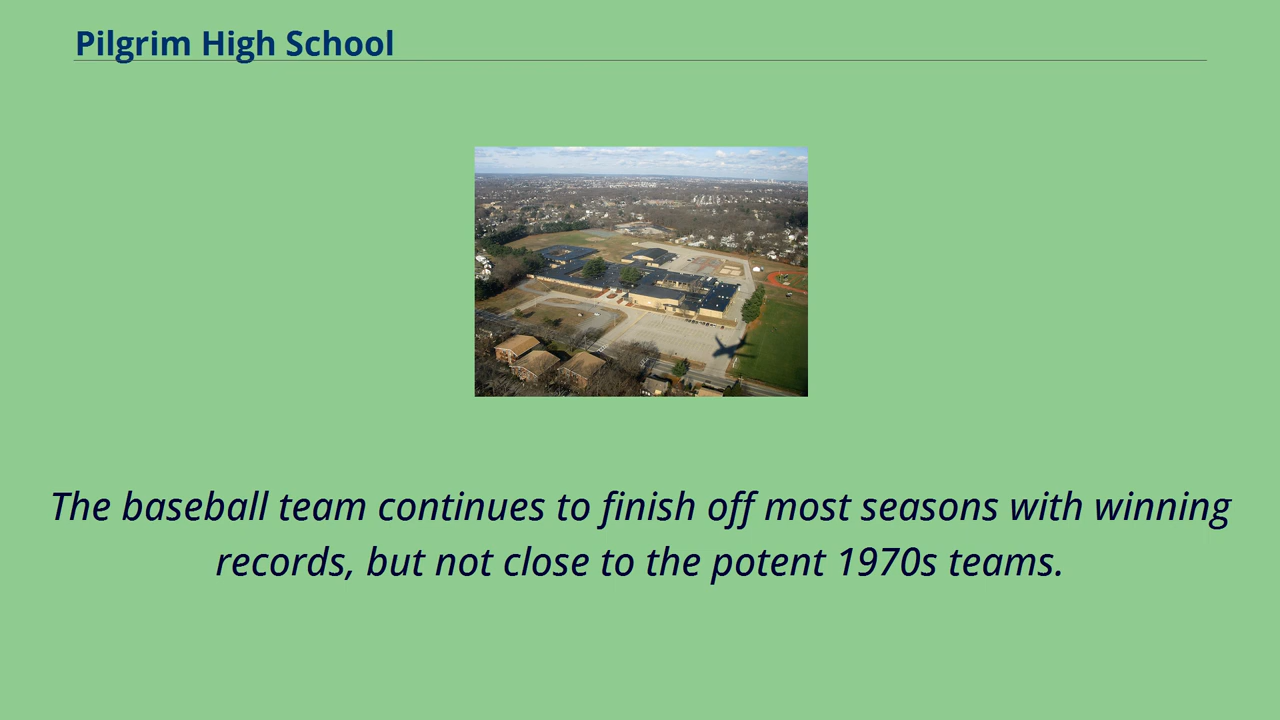 Pilgrim High School
The baseball team continues to finish off most seasons with winning
records, but not close to the potent 1970s teams.